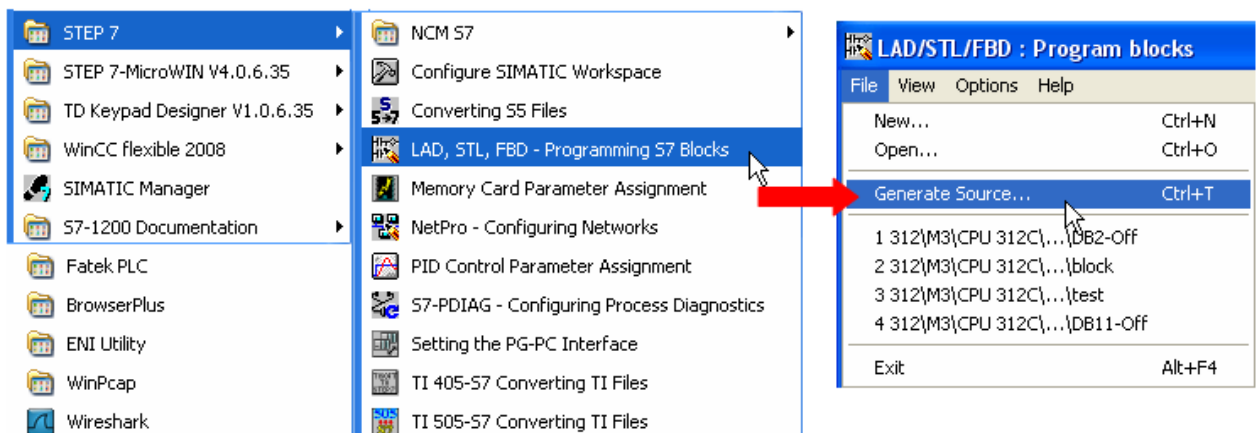 STEP 7
STEP 7-MicroWIN V4.0.6.35
TD Keypad Designer V1.0.6.35
WinCC flexible 2008
SIMATIC Manager
S7-1200 Documentation
Fatek PLC
BrowserPlus
ENI Utility
WinPcap
Wireshark
NCM S7
Configure SIMATIC Workspace
Converting S5 Files
LAD, STL, FBD - Programming S7 Blocks
Memory Card Parameter Assignment
NetPro - Configuring Networks
PID Control Parameter Assignment
S7-PDIAG - Configuring Process Diagnostics
Setting the PG-PC Interface
TI 405-S7 Converting TI Files
TI 505-S7 Converting TI Files
LAD/STL/FBD : Program blocks
File View Options Help
New... Ctrl+N
Open... Ctrl+O
Generate Source... Ctrl+T
1 312\M3\CPU 312C\...\DB2-Off
2 312\M3\CPU 312C\...\block
3 312\M3\CPU 312C\...\test
4 312\M3\CPU 312C\...\DB11-Off
Exit Alt+F4